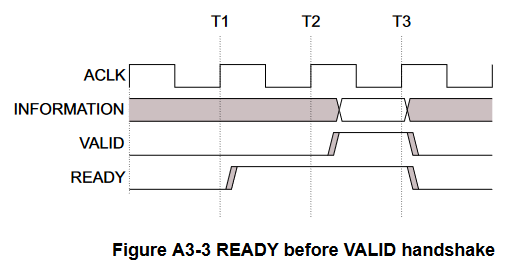 T1 T2 T3
ACLK
INFORMATION
VALID
READY
Figure A3-3 READY before VALID handshake